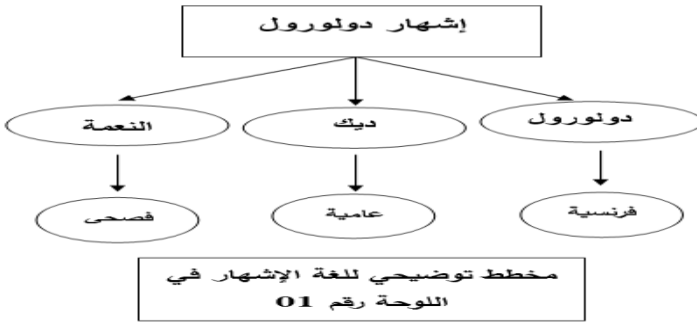 إشهار دولورول
دولورول
ديك
النعمة
فرنسية
عامية
فصحى
مخطط توضيحي للغة الإشهار في
اللوحة رقم 01